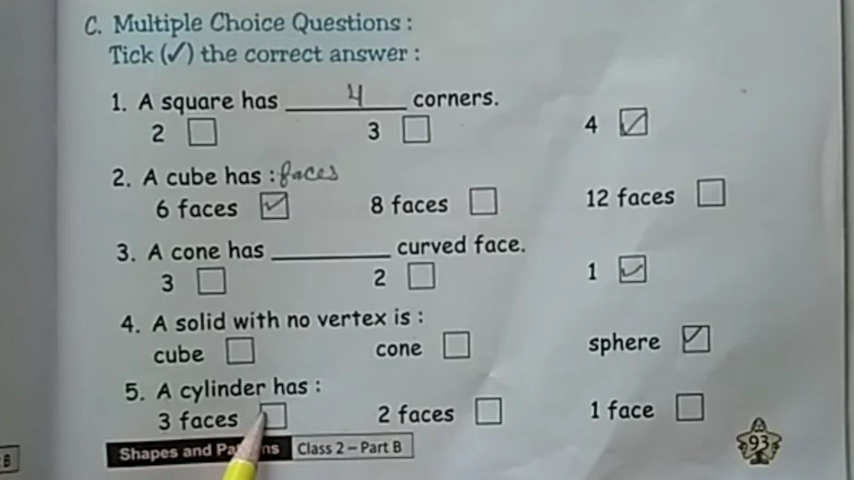 C. Multiple Choice Questions :
Tick (✓) the correct answer :
1. A square has 4 corners.
2 3 4 ✓
2. A cube has : faces
6 faces ✓ 8 faces 12 faces
3. A cone has ________ curved face.
3 2 1 ✓
4. A solid with no vertex is :
cube cone sphere ✓
5. A cylinder has :
3 faces 2 faces 1 face
Shapes and Pa ns Class 2 – Part B
93
B